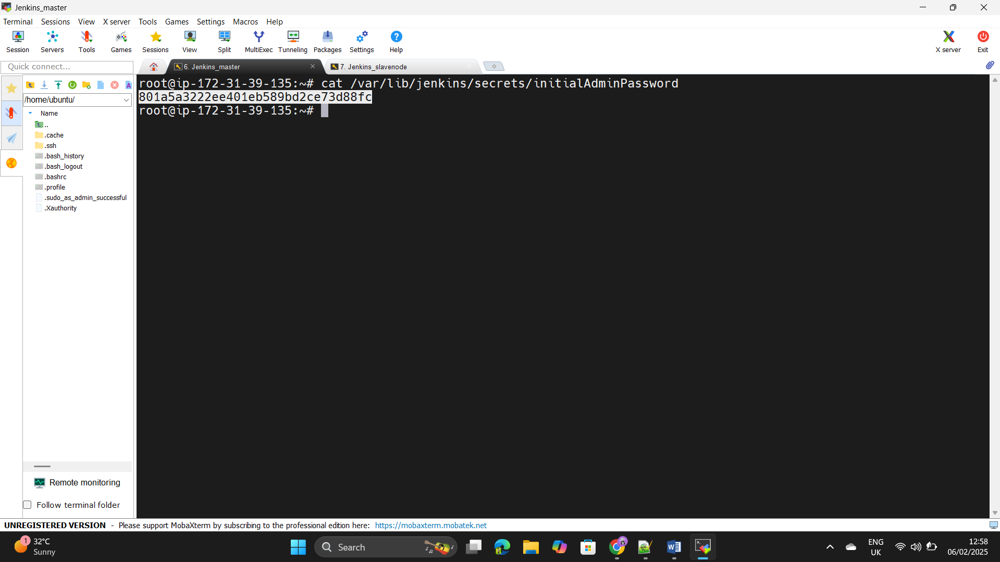 Jenkins_master
Terminal Sessions View X server Tools Games Settings Macros Help
Session Servers Tools Games Sessions View Split MultiExec Tunneling Packages Settings Help X server Exit
Quick connect...
6. Jenkins_master
7. Jenkins_slavenode
/home/ubuntu/
Name
..
.cache
.ssh
.bash_history
.bash_logout
.bashrc
.profile
.sudo_as_admin_successful
.Xauthority
Remote monitoring
Follow terminal folder
root@ip-172-31-39-135:~# cat /var/lib/jenkins/secrets/initialAdminPassword
801a5a3222ee401eb589bd2ce73d88fc
root@ip-172-31-39-135:~#
UNREGISTERED VERSION - Please support MobaXterm by subscribing to the professional edition here: https://mobaxterm.mobatek.net
1
32°C
Sunny
Search
ENG
UK
12:58
06/02/2025